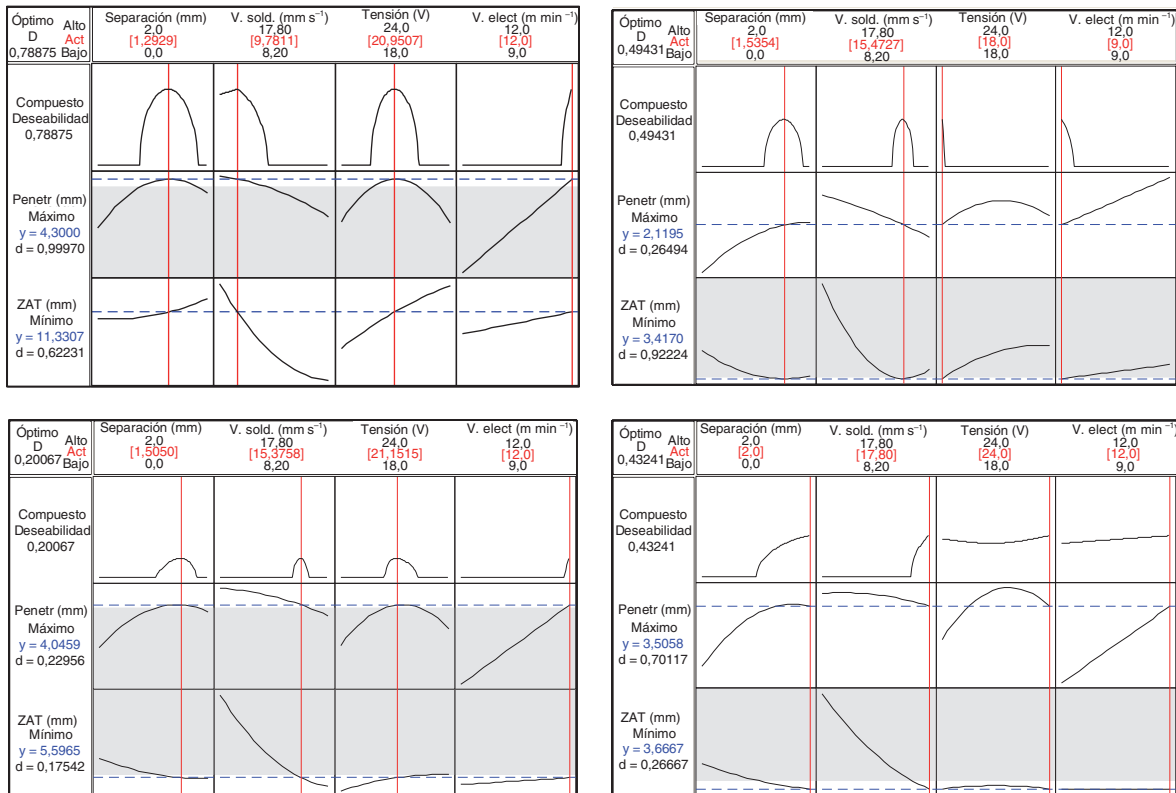 Óptimo
D
0,78875
Alto
Act
Bajo
Separación (mm)
2,0
[1,2929]
0,0
V. sold. (mm s⁻¹)
17,80
[9,7811]
8,20
Tensión (V)
24,0
[20,9507]
18,0
V. elect (m min⁻¹)
12,0
[12,0]
9,0
Compuesto
Deseabilidad
0,78875
Penetr (mm)
Máximo
y = 4,3000
d = 0,99970
ZAT (mm)
Mínimo
y = 11,3307
d = 0,62231
Óptimo
D
0,49431
Alto
Act
Bajo
Separación (mm)
2,0
[1,5354]
0,0
V. sold. (mm s⁻¹)
17,80
[15,4727]
8,20
Tensión (V)
24,0
[18,0]
18,0
V. elect (m min⁻¹)
12,0
[9,0]
9,0
Compuesto
Deseabilidad
0,49431
Penetr (mm)
Máximo
y = 2,1195
d = 0,26494
ZAT (mm)
Mínimo
y = 3,4170
d = 0,92224
Óptimo
D
0,20067
Alto
Act
Bajo
Separación (mm)
2,0
[1,5050]
0,0
V. sold. (mm s⁻¹)
17,80
[15,3758]
8,20
Tensión (V)
24,0
[21,1515]
18,0
V. elect (m min⁻¹)
12,0
[12,0]
9,0
Compuesto
Deseabilidad
0,20067
Penetr (mm)
Máximo
y = 4,0459
d = 0,22956
ZAT (mm)
Mínimo
y = 5,5965
d = 0,17542
Óptimo
D
0,43241
Alto
Act
Bajo
Separación (mm)
2,0
[2,0]
0,0
V. sold. (mm s⁻¹)
17,80
[17,80]
8,20
Tensión (V)
24,0
[24,0]
18,0
V. elect (m min⁻¹)
12,0
[12,0]
9,0
Compuesto
Deseabilidad
0,43241
Penetr (mm)
Máximo
y = 3,5058
d = 0,70117
ZAT (mm)
Mínimo
y = 3,6667
d = 0,26667